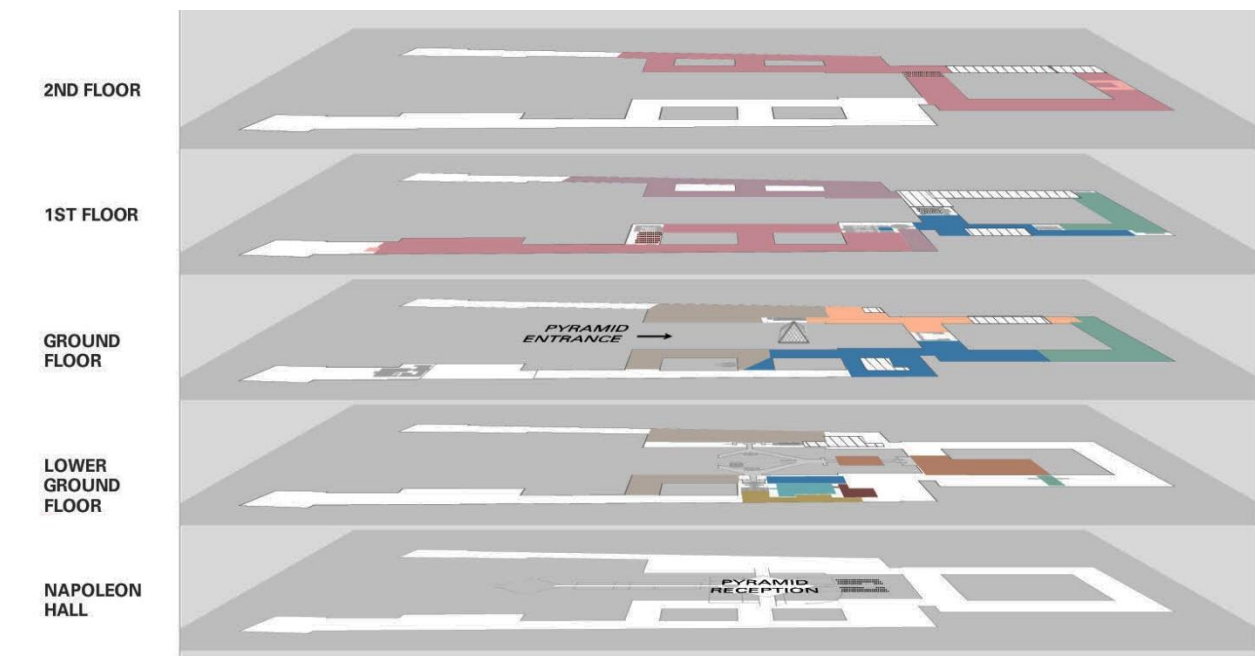 2ND FLOOR
1ST FLOOR
GROUND
FLOOR
PYRAMID
ENTRANCE
LOWER
GROUND
FLOOR
NAPOLEON
HALL
PYRAMID
RECEPTION